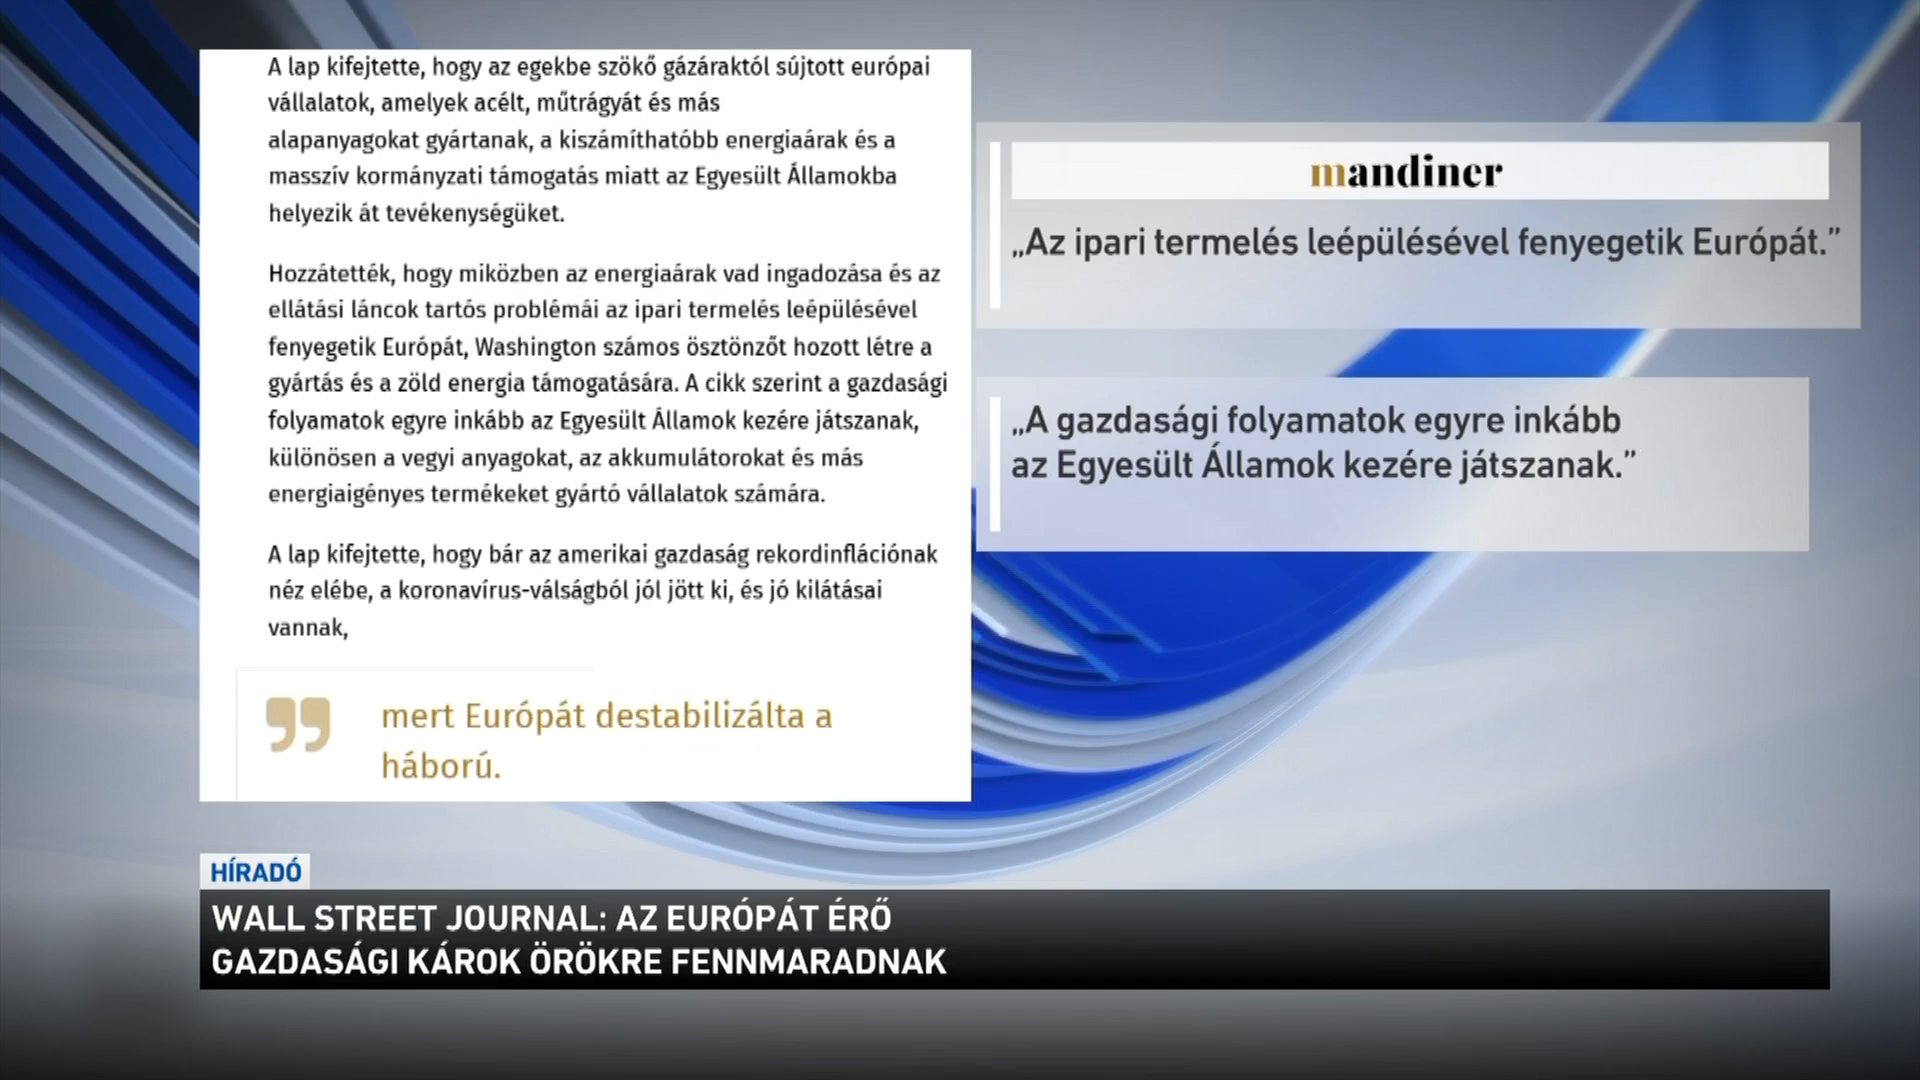 A lap kifejtette, hogy az egekbe szökő gázáraktól sújtott európai
vállalatok, amelyek acélt, műtrágyát és más
alapanyagokat gyártanak, a kiszámíthatóbb energiaárak és a
masszív kormányzati támogatás miatt az Egyesült Államokba
helyezik át tevékenységüket.
Hozzátették, hogy miközben az energiaárak vad ingadozása és az
ellátási láncok tartós problémái az ipari termelés leépülésével
fenyegetik Európát, Washington számos ösztönzőt hozott létre a
gyártás és a zöld energia támogatására. A cikk szerint a gazdasági
folyamatok egyre inkább az Egyesült Államok kezére játszanak,
különösen a vegyi anyagokat, az akkumulátorokat és más
energiaigényes termékeket gyártó vállalatok számára.
A lap kifejtette, hogy bár az amerikai gazdaság rekordinflációnak
néz elébe, a koronavírus-válságból jól jött ki, és jó kilátásai
vannak,
” mert Európát destabilizálta a
háború.
mandiner
„Az ipari termelés leépülésével fenyegetik Európát.”
„A gazdasági folyamatok egyre inkább
az Egyesült Államok kezére játszanak.”
HÍRADÓ
WALL STREET JOURNAL: AZ EURÓPÁT ÉRŐ
GAZDASÁGI KÁROK ÖRÖKRE FENNMARADNAK